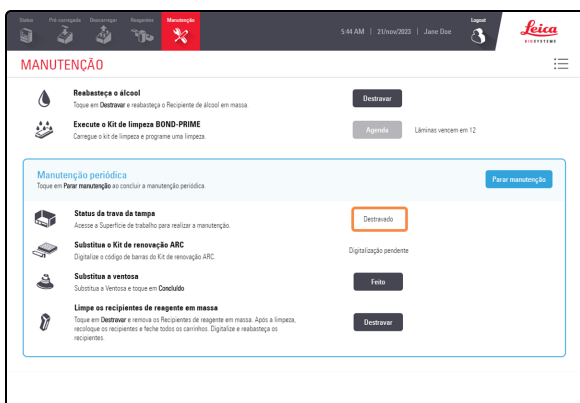 Status Pré-carregada Descarregar Reagentes Manutenção
5:44 AM | 21/nov/2023 | Jane Doe
Logout
Leica
BIOSYSTEMS
MANUTENÇÃO
Reabasteça o álcool
Toque em Destravar e reabasteça o Recipiente de álcool em massa.
Destravar
Execute o Kit de limpeza BOND-PRIME
Carregue o kit de limpeza e programe uma limpeza.
Agenda
Lâminas vencem em 12
Manutenção periódica
Toque em Parar manutenção ao concluir a manutenção periódica.
Parar manutenção
Status da trava da tampa
Acesse a Superfície de trabalho para realizar a manutenção.
Destravado
Substitua o Kit de renovação ARC
Digitalize o código de barras do Kit de renovação ARC.
Digitalização pendente
Substitua a ventosa
Substitua a Ventosa e toque em Concluído
Feito
Limpe os recipientes de reagente em massa
Toque em Destravar e remova os Recipientes de reagente em massa. Após a limpeza,
recoloque os recipientes e feche todos os carrinhos. Digitalize e reabasteça os
recipientes.
Destravar